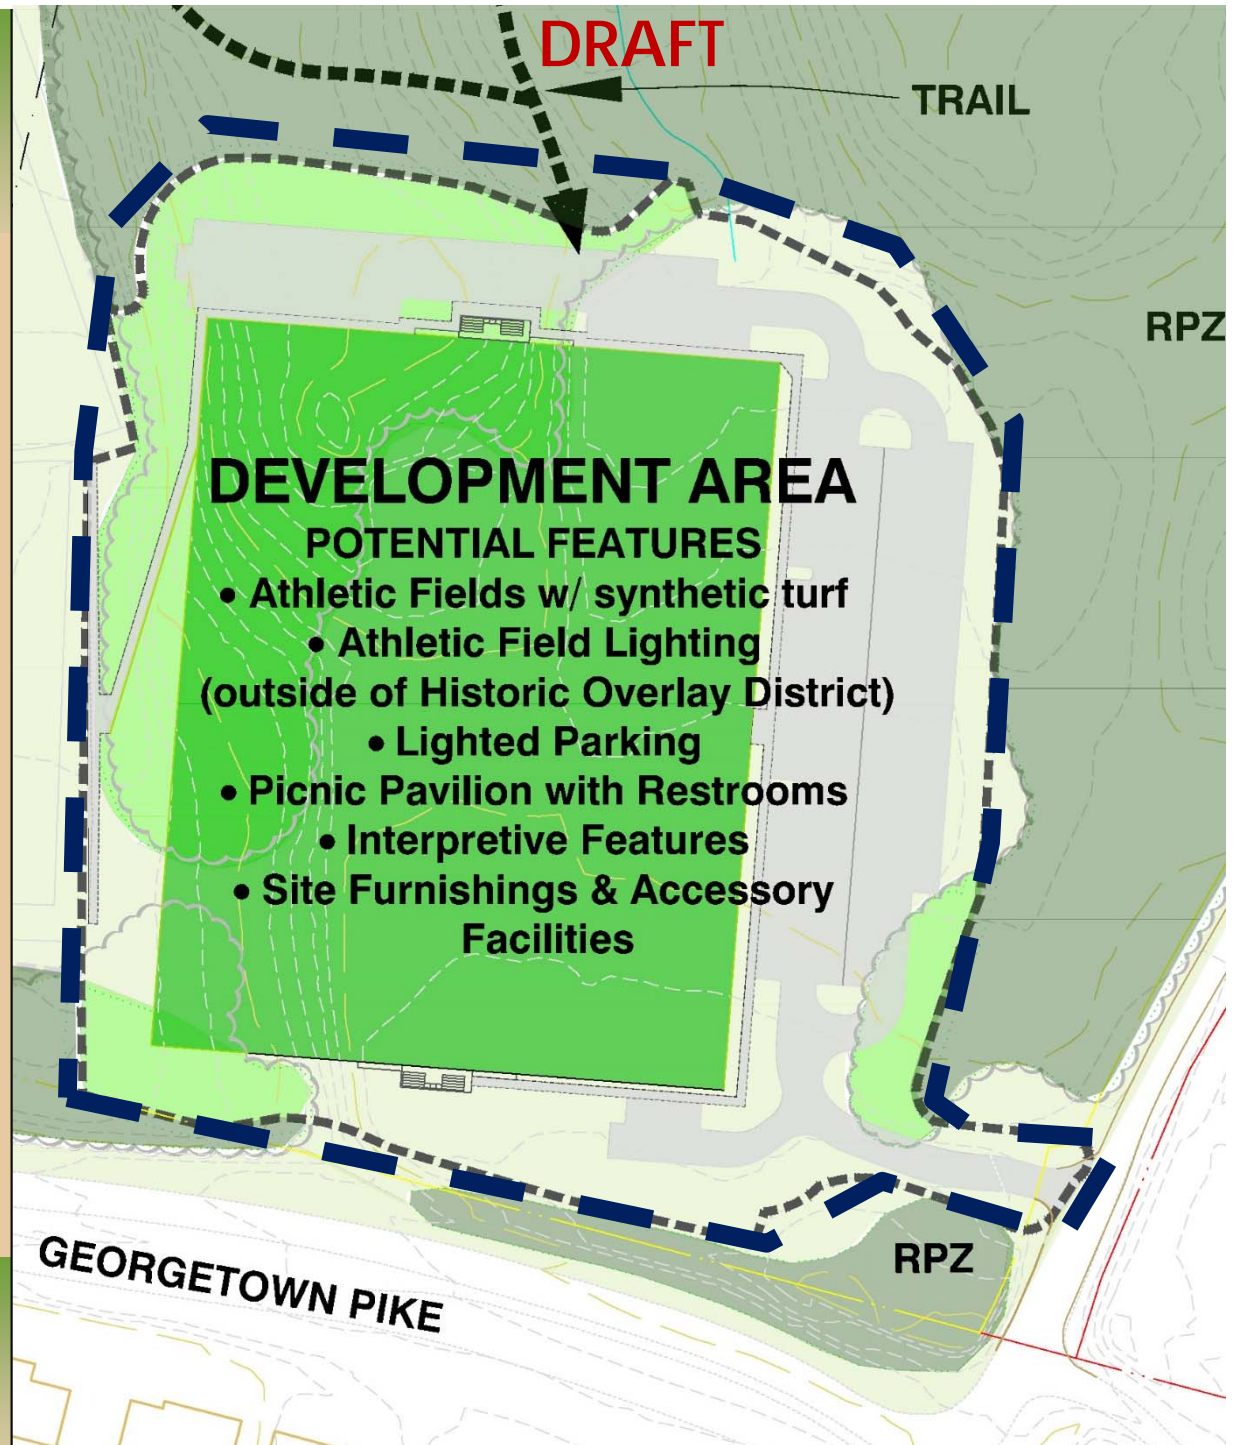 DRAFT
TRAIL
RPZ
DEVELOPMENT AREA
POTENTIAL FEATURES
• Athletic Fields w/ synthetic turf
• Athletic Field Lighting
(outside of Historic Overlay District)
• Lighted Parking
• Picnic Pavilion with Restrooms
• Interpretive Features
• Site Furnishings & Accessory
Facilities
RPZ
GEORGETOWN PIKE